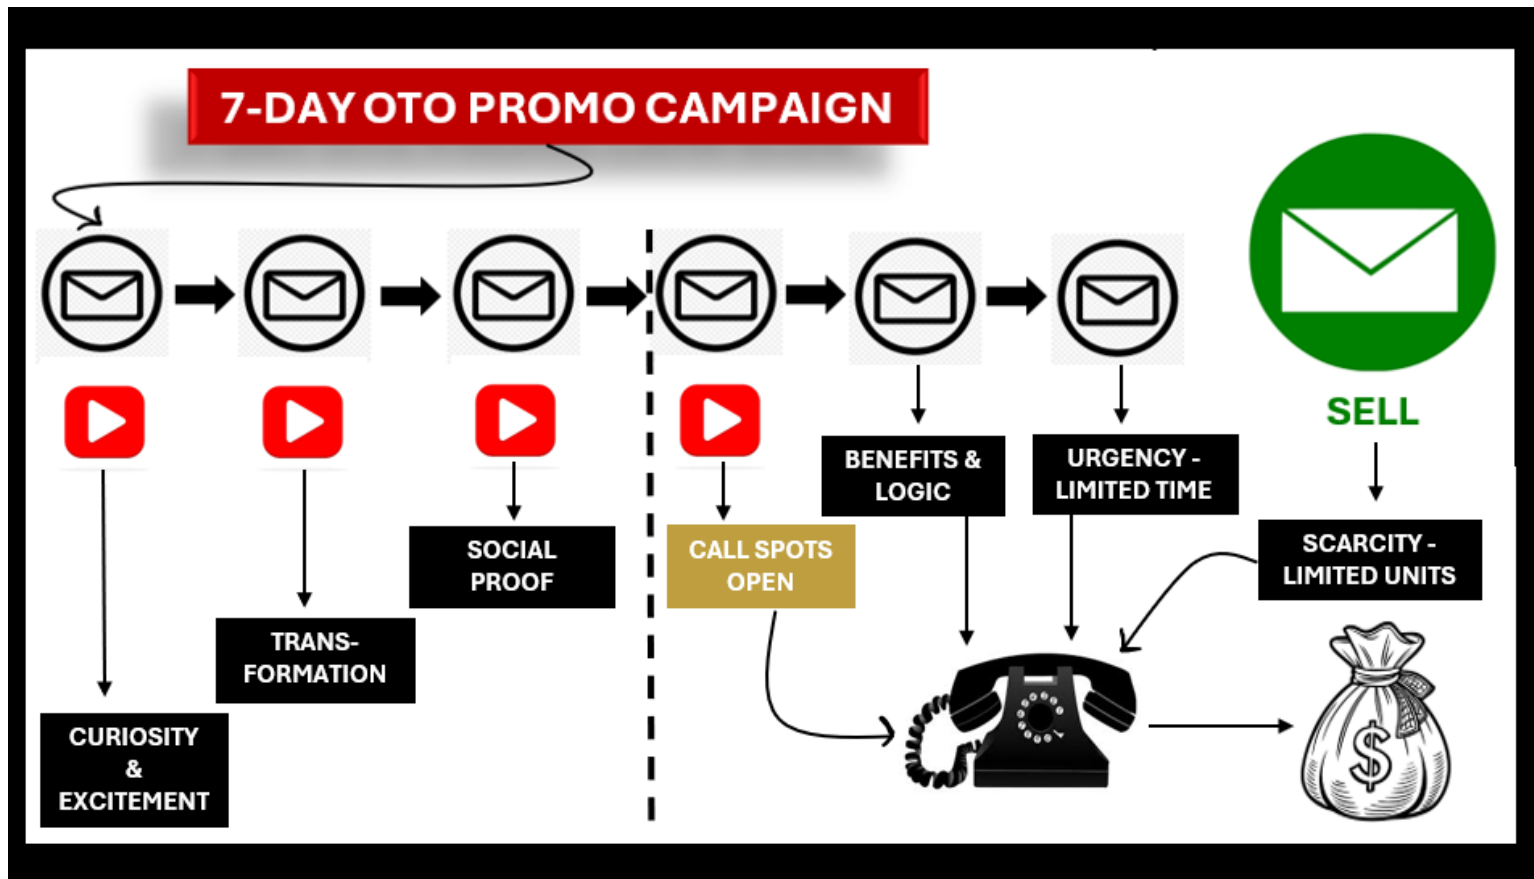 7-DAY OTO PROMO CAMPAIGN
SELL
BENEFITS &
LOGIC
URGENCY -
LIMITED TIME
SOCIAL
PROOF
CALL SPOTS
OPEN
SCARCITY -
LIMITED UNITS
TRANS-
FORMATION
CURIOSITY
&
EXCITEMENT
$